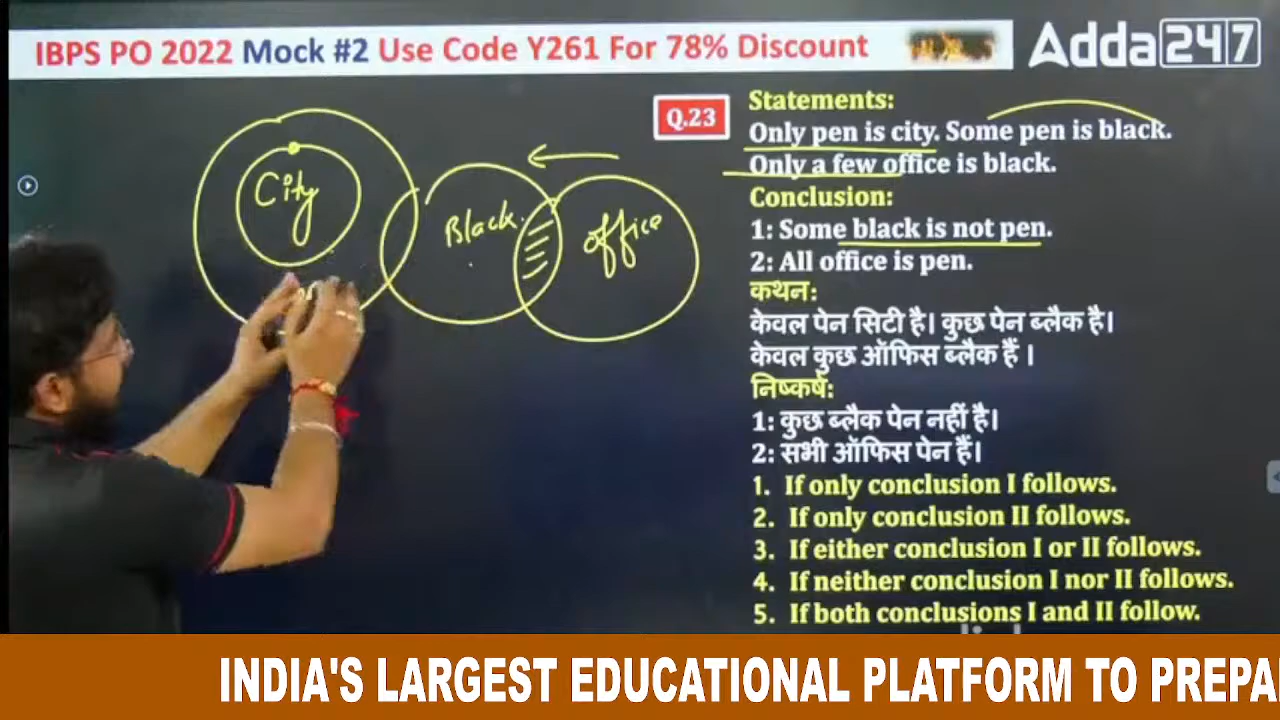 IBPS PO 2022 Mock #2 Use Code Y261 For 78% Discount
Adda247
Q.23
Statements:
Only pen is city. Some pen is black.
Only a few office is black.
Conclusion:
1: Some black is not pen.
2: All office is pen.
कथन:
केवल पेन सिटी है। कुछ पेन ब्लैक है।
केवल कुछ ऑफिस ब्लैक हैं ।
निष्कर्ष:
1: कुछ ब्लैक पेन नहीं है।
2: सभी ऑफिस पेन हैं।
1. If only conclusion I follows.
2. If only conclusion II follows.
3. If either conclusion I or II follows.
4. If neither conclusion I nor II follows.
5. If both conclusions I and II follow.
City
Black
office
INDIA'S LARGEST EDUCATIONAL PLATFORM TO PREPA